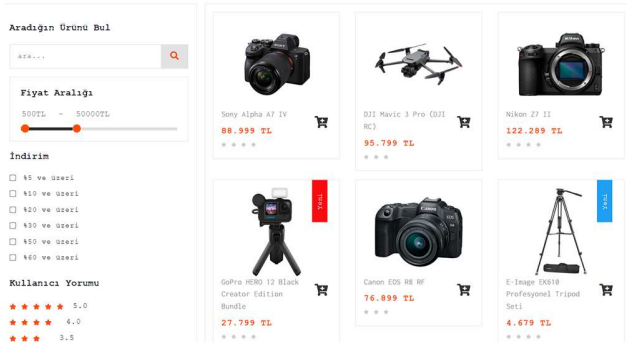 Aradığın Ürünü Bul
ara...
Fiyat Aralığı
500TL - 50000TL
İndirim
%5 ve üzeri
%10 ve üzeri
%20 ve üzeri
%30 ve üzeri
%50 ve üzeri
%60 ve üzeri
Kullanıcı Yorumu
5.0
4.0
3.5
Sony Alpha A7 IV
88.999 TL
DJI Mavic 3 Pro (DJI
RC)
95.799 TL
Nikon
Nikon Z7 II
122.289 TL
Yeni
GoPro HERO 12 Black
Creator Edition
Bundle
27.799 TL
Canon
Canon EOS R8 RF
76.899 TL
Yeni
E-Image EK610
Profesyonel Tripod
Seti
4.679 TL